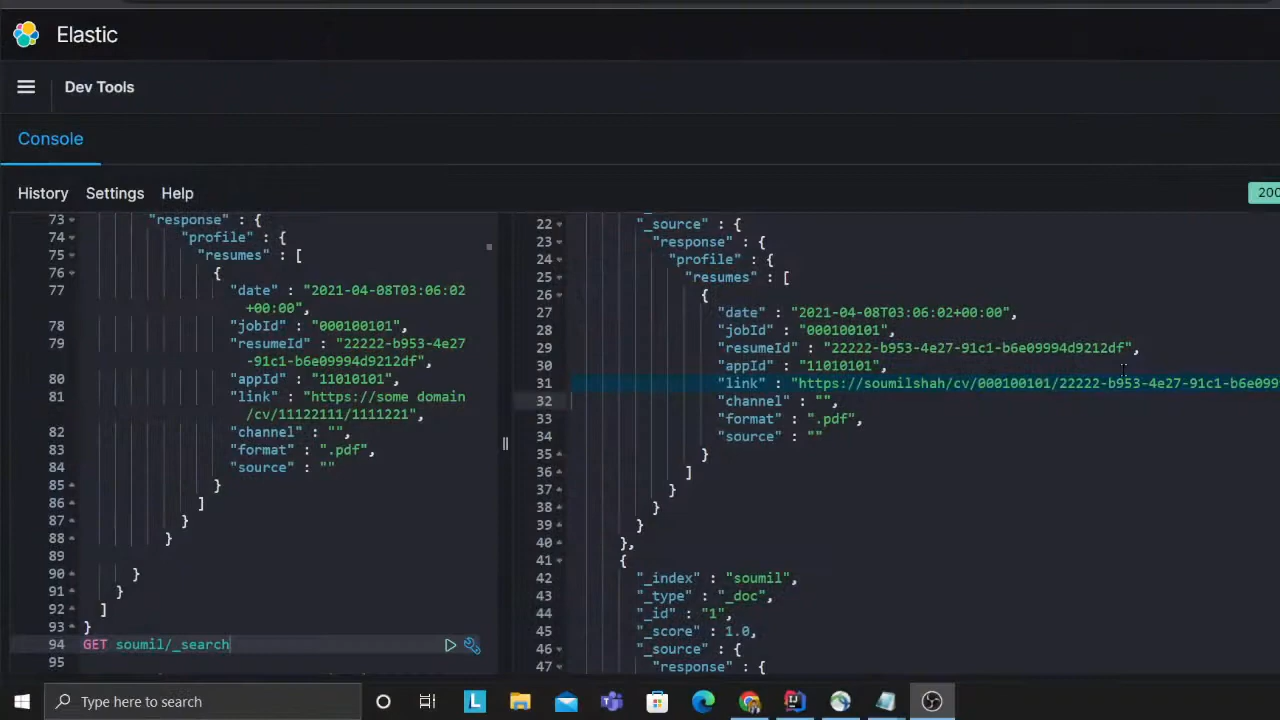 Elastic
Dev Tools
Console
History Settings Help
200
73 "response" : {
74 "profile" : {
75 "resumes" : [
76 {
77 "date" : "2021-04-08T03:06:02
+00:00",
78 "jobId" : "000100101",
79 "resumeId" : "22222-b953-4e27
-91c1-b6e09994d9212df",
80 "appId" : "11010101",
81 "link" : "https://some domain
/cv/11122111/1111221",
82 "channel" : "",
83 "format" : ".pdf",
84 "source" : ""
85 }
86 ]
87 }
88 }
89
90 }
91 }
92 ]
93 }
94 GET soumil/_search
95
22 "_source" : {
23 "response" : {
24 "profile" : {
25 "resumes" : [
26 {
27 "date" : "2021-04-08T03:06:02+00:00",
28 "jobId" : "000100101",
29 "resumeId" : "22222-b953-4e27-91c1-b6e09994d9212df",
30 "appId" : "11010101",
31 "link" : "https://soumilshah/cv/000100101/22222-b953-4e27-91c1-b6e099
32 "channel" : "",
33 "format" : ".pdf",
34 "source" : ""
35 }
36 ]
37 }
38 }
39 }
40 },
41 {
42 "_index" : "soumil",
43 "_type" : "_doc",
44 "_id" : "1",
45 "_score" : 1.0,
46 "_source" : {
47 "response" : {
Type here to search